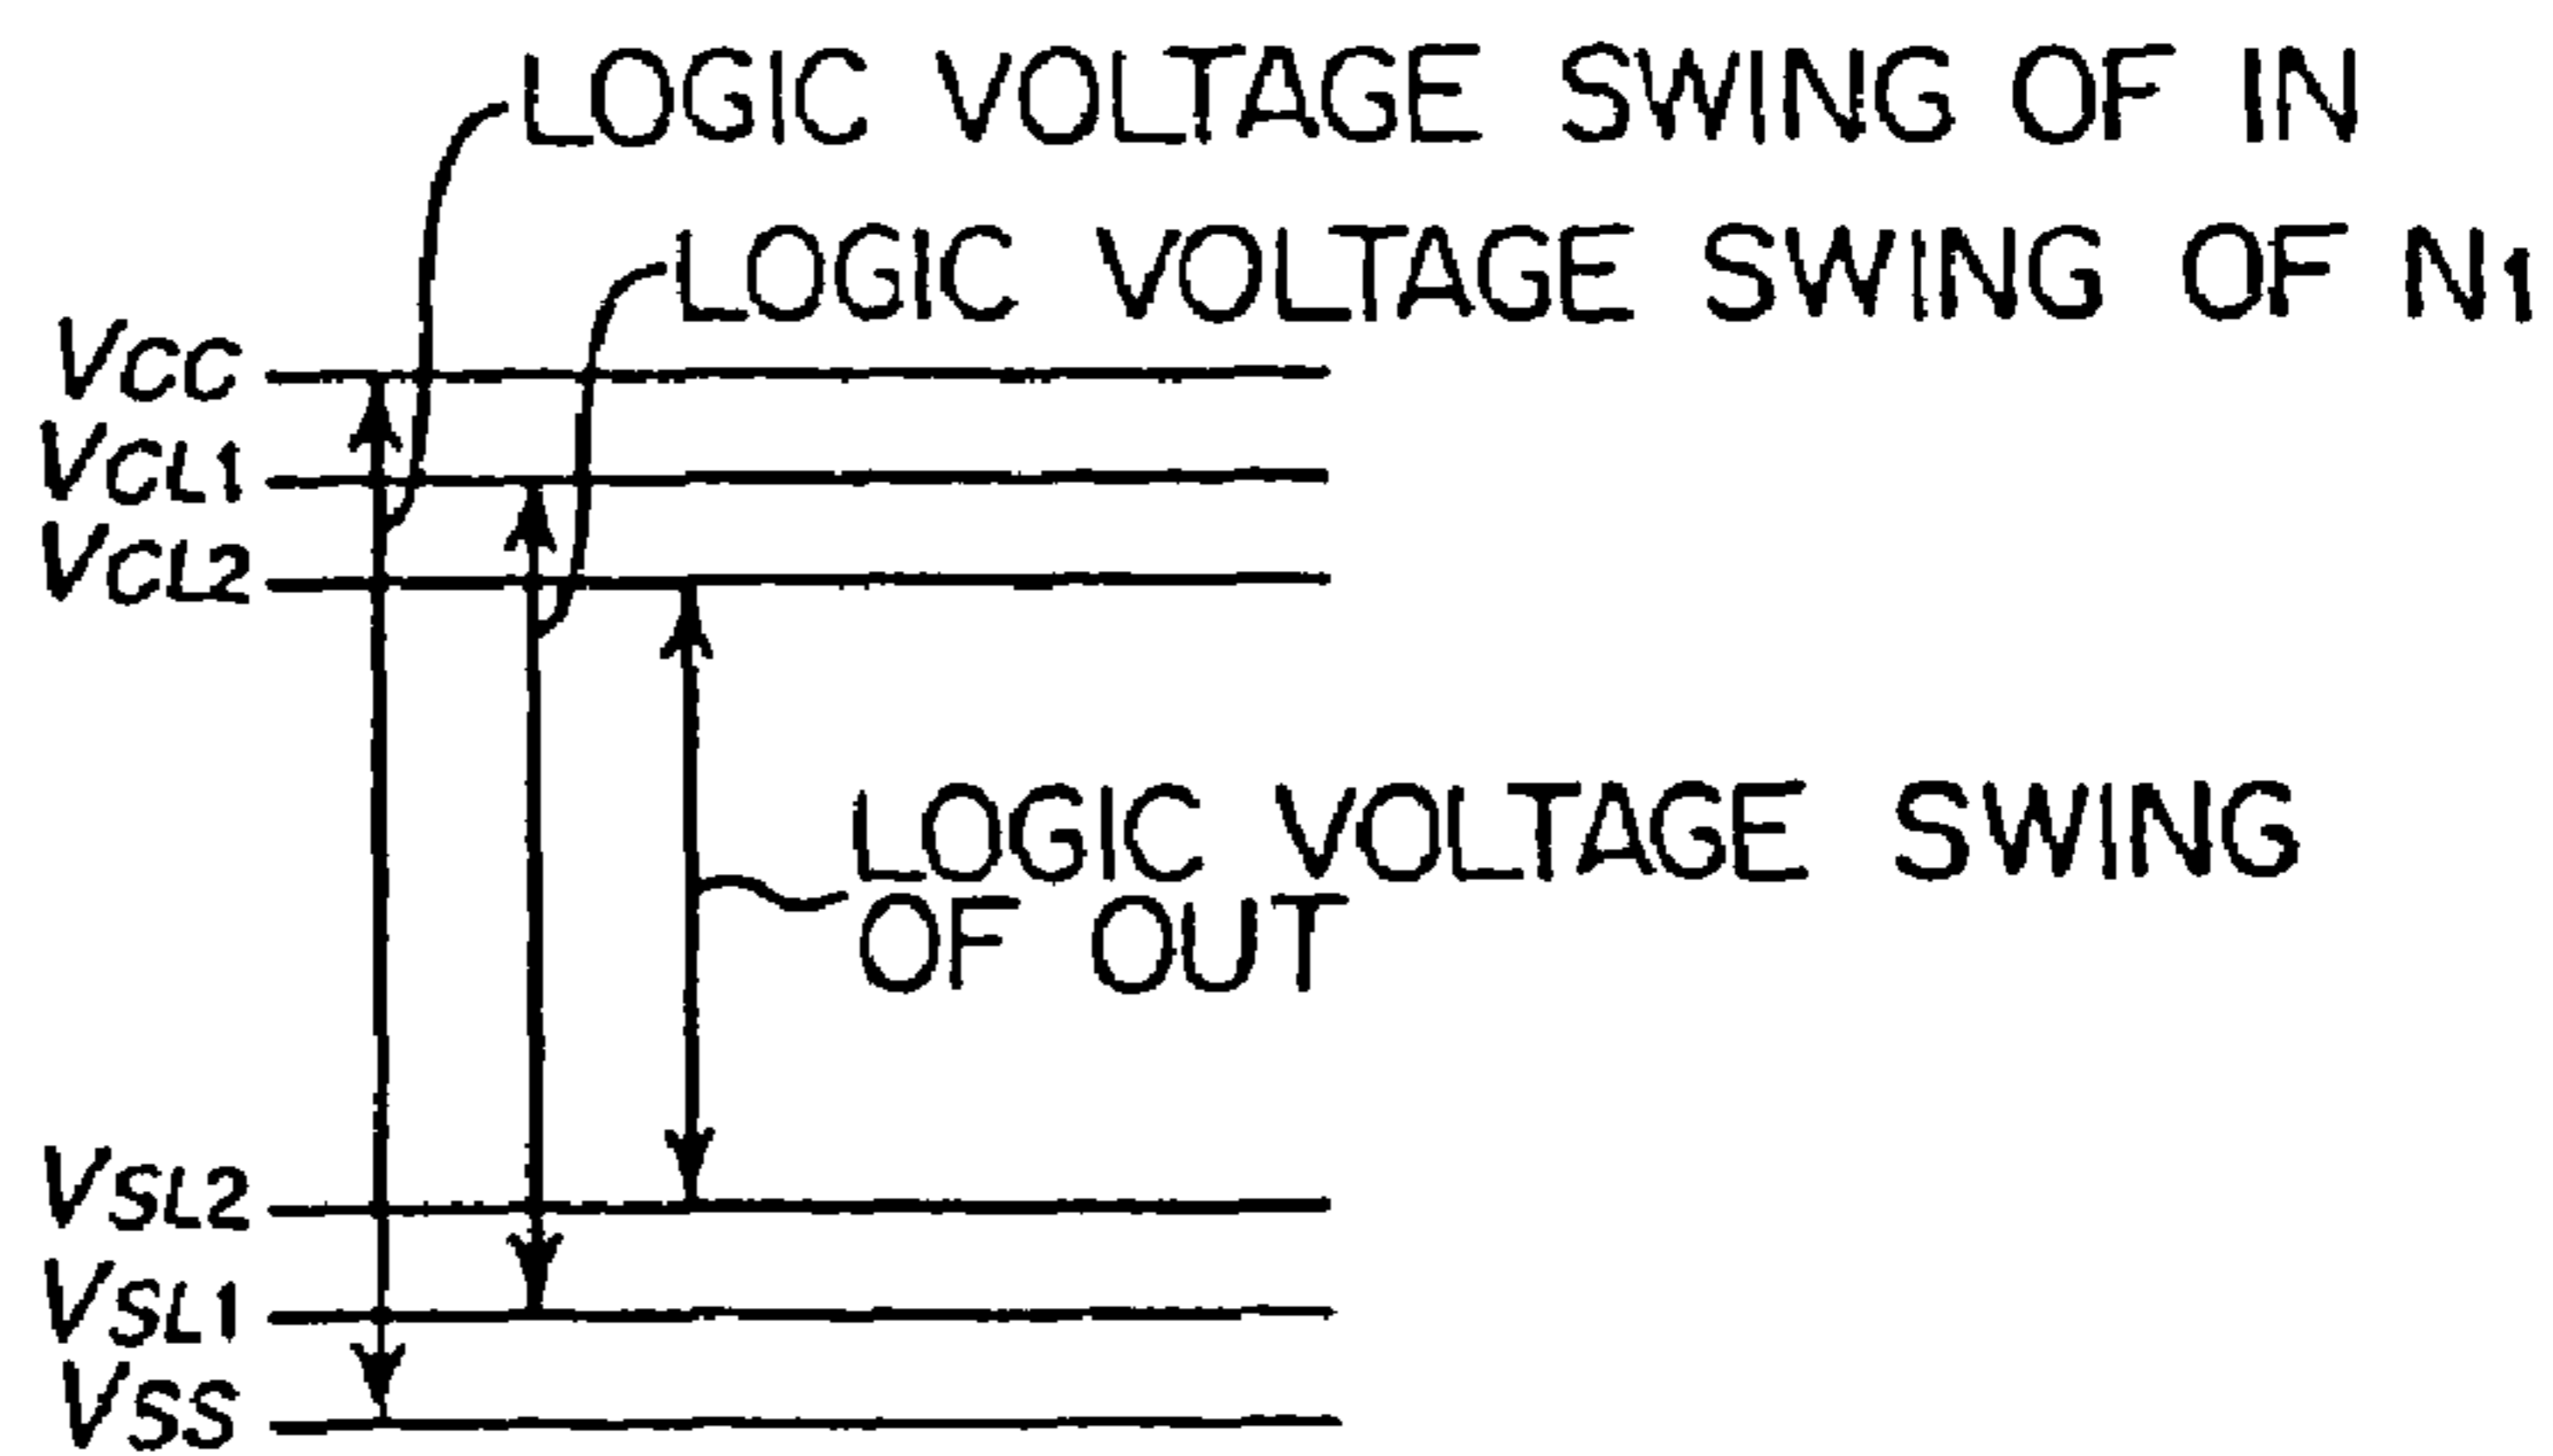 LOGIC VOLTAGE SWING OF IN
LOGIC VOLTAGE SWING OF N1
VCC
VCL1
VCL2
LOGIC VOLTAGE SWING
OF OUT
VSL2
VSL1
VSS